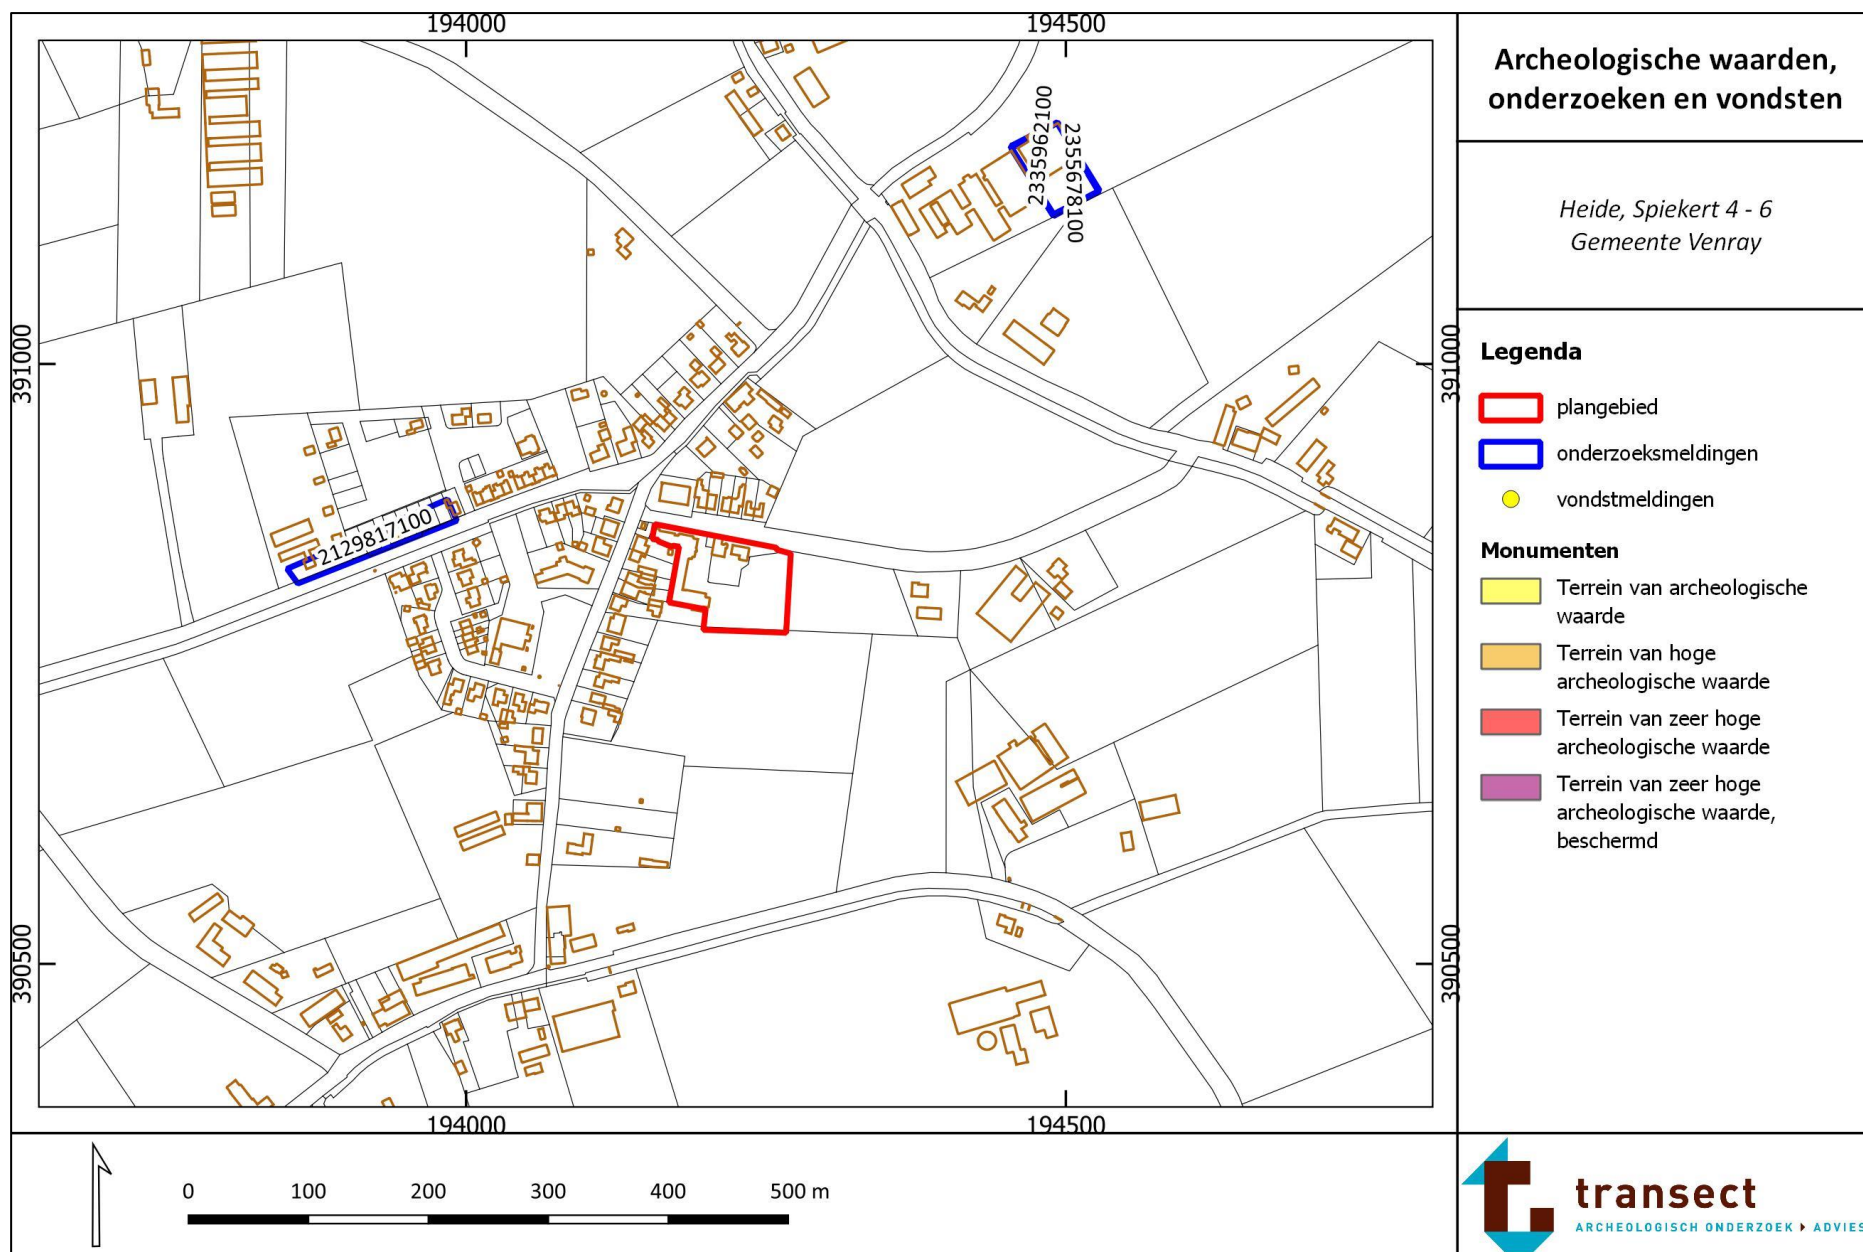 194000
194500
Archeologische waarden,
onderzoeken en vondsten
Heide, Spiekert 4 - 6
Gemeente Venray
2335962100
2355678100
391000
391000
2129817100
390500
390500
194000
194500
Legenda
plangebied
onderzoeksmeldingen
vondstmeldingen
Monumenten
Terrein van archeologische
waarde
Terrein van hoge
archeologische waarde
Terrein van zeer hoge
archeologische waarde
Terrein van zeer hoge
archeologische waarde,
beschermd
0 100 200 300 400 500 m
transect
ARCHEOLOGISCH ONDERZOEK ADVIES